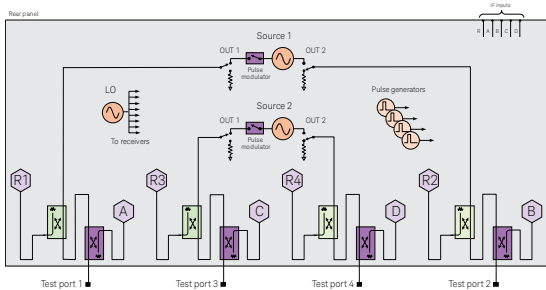 Rear panel
IF inputs
R A B C D
Source 1
OUT 1
OUT 2
Pulse
modulator
LO
To receivers
Source 2
OUT 1
OUT 2
Pulse
modulator
Pulse generators
R1
R3
R4
R2
A
C
D
B
Test port 1
Test port 3
Test port 4
Test port 2